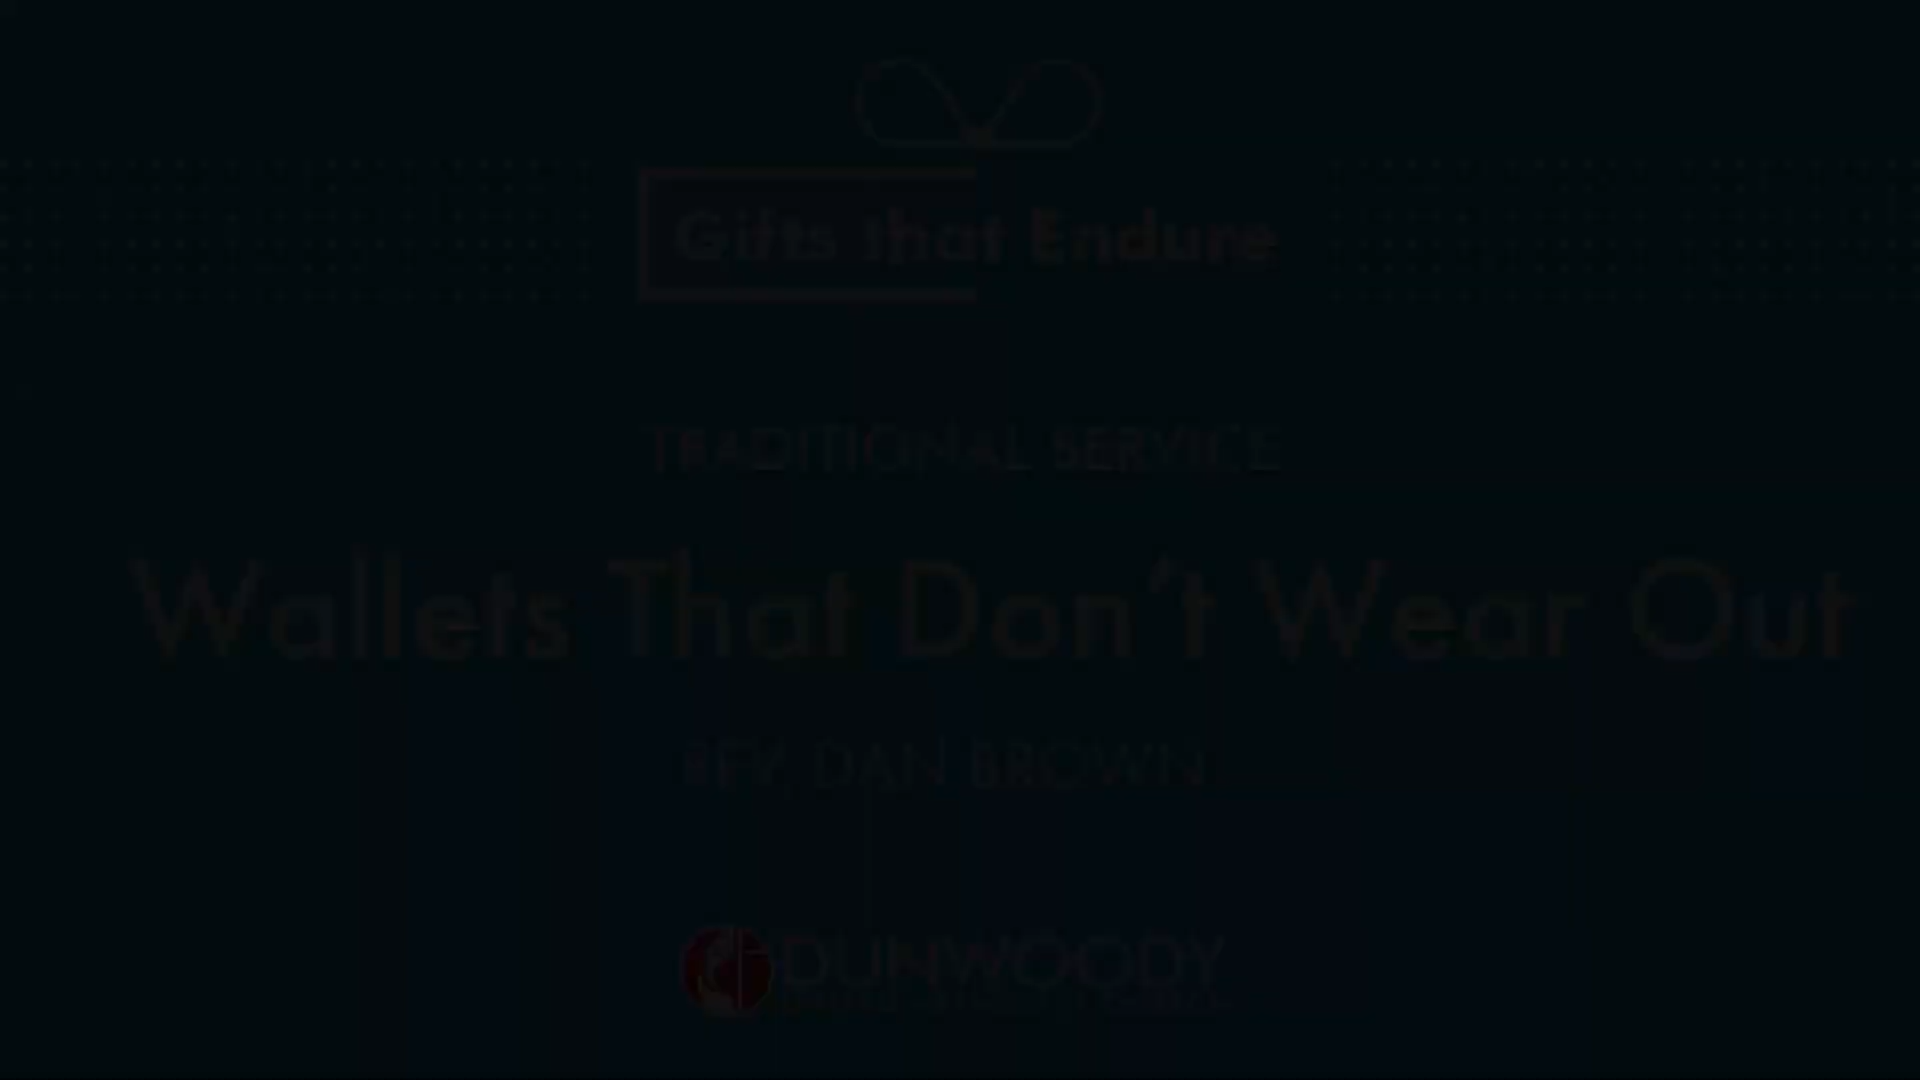 Gifts that Endure
TRADITIONAL SERVICE
Wallets That Don’t Wear Out
REV. DAN BROWN
DUNWOODY